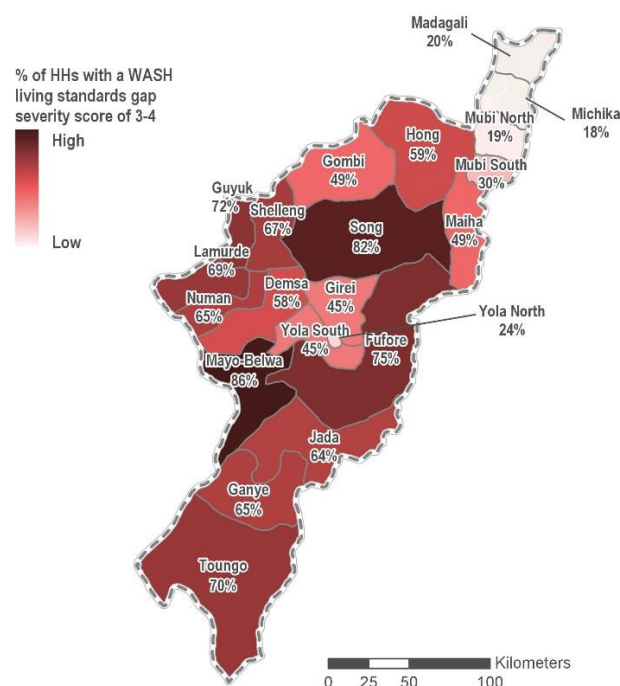 Madagali
20%
% of HHs with a WASH
living standards gap
severity score of 3-4
High
Low
Michika
18%
Mubi North
19%
Hong
59%
Gombi
49%
Mubi South
30%
Guyuk
72%
Shelleng
67%
Song
82%
Maiha
49%
Lamurde
69%
Demsa
58%
Girei
45%
Numan
65%
Yola North
24%
Yola South
45%
Fufore
75%
Mayo-Belwa
86%
Jada
64%
Ganye
65%
Toungo
70%
Kilometers
0 25 50 100